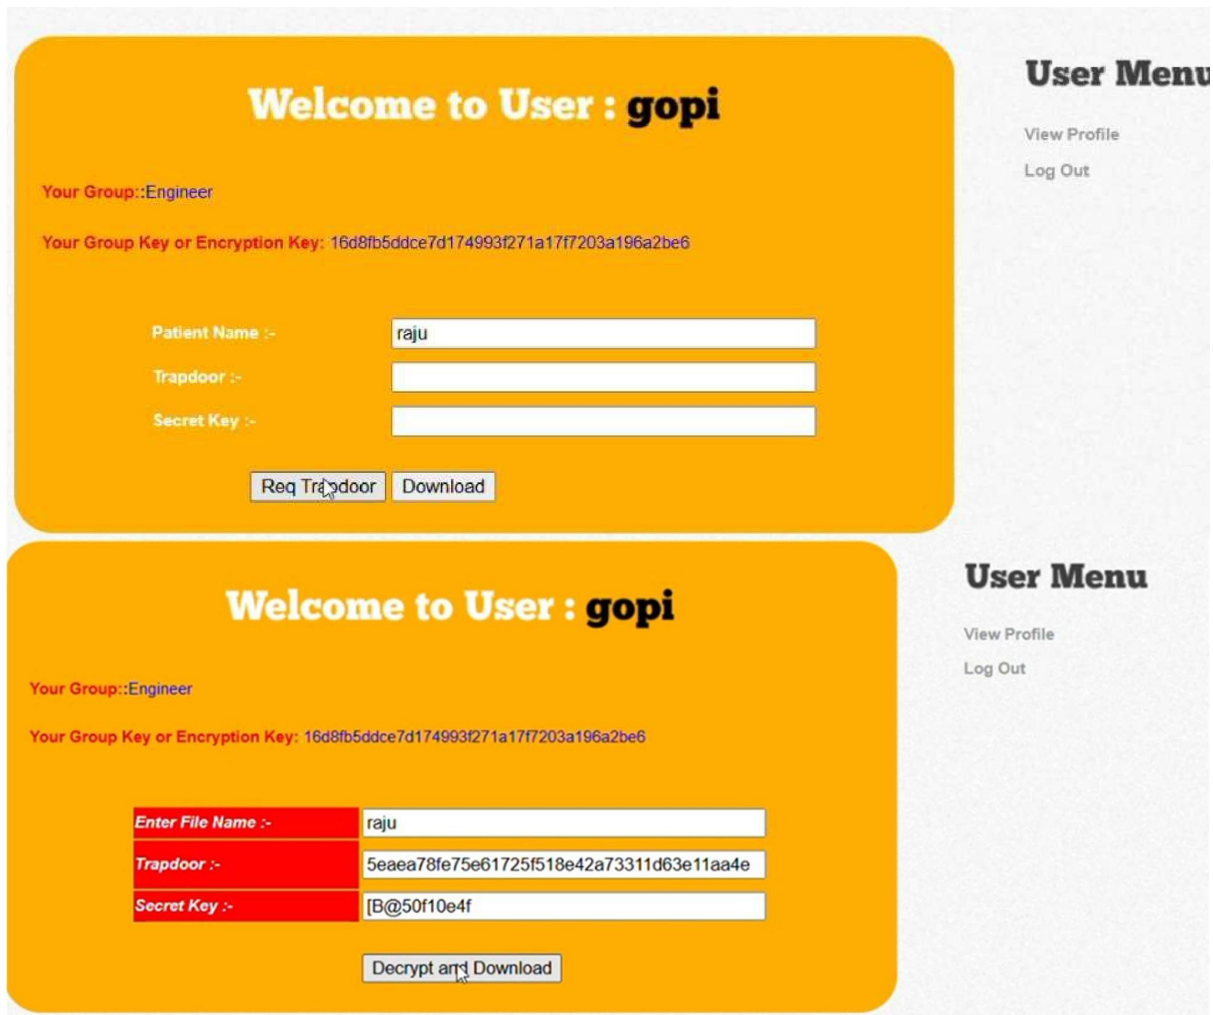 Welcome to User : gopi
User Menu
View Profile
Log Out
Your Group::Engineer
Your Group Key or Encryption Key: 16d8fb5ddce7d174993f271a17f7203a196a2be6
Patient Name :- raju
Trapdoor :-
Secret Key :-
Req Trapdoor Download
Welcome to User : gopi
User Menu
View Profile
Log Out
Your Group::Engineer
Your Group Key or Encryption Key: 16d8fb5ddce7d174993f271a17f7203a196a2be6
Enter File Name :- raju
Trapdoor :- 5eaea78fe75e61725f518e42a73311d63e11aa4e
Secret Key :- [B@50f10e4f
Decrypt and Download